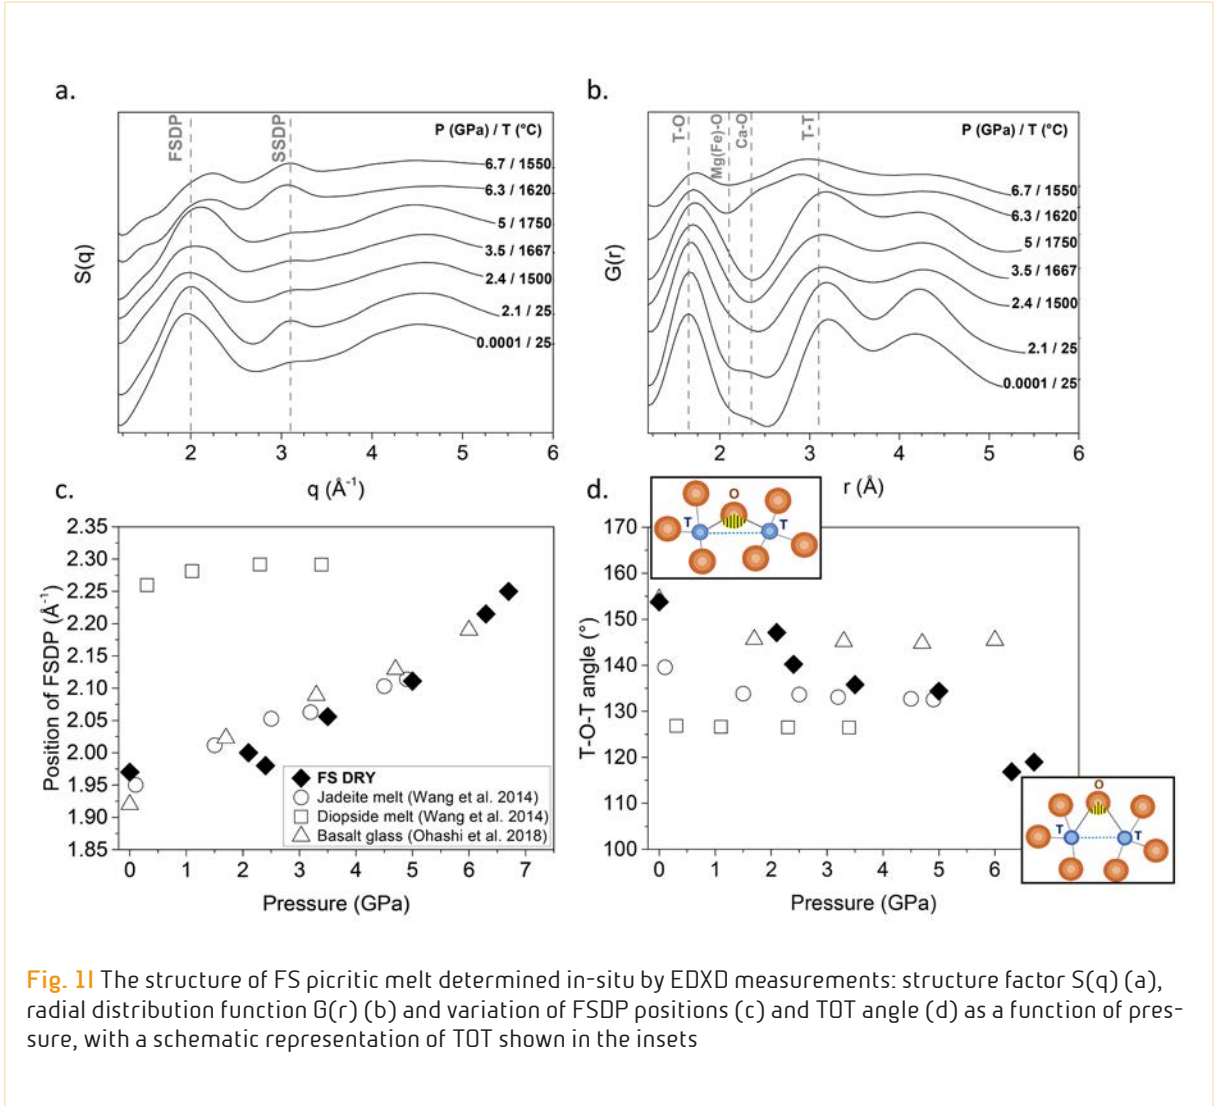 a.
FSDP
SSDP
P (GPa) / T (°C)
6.7 / 1550
6.3 / 1620
5 / 1750
3.5 / 1667
2.4 / 1500
2.1 / 25
0.0001 / 25
S(q)
2 3 4 5 6
q (Å⁻¹)
b.
T-O
Mg(Fe)-O
Ca-O
T-T
P (GPa) / T (°C)
6.7 / 1550
6.3 / 1620
5 / 1750
3.5 / 1667
2.4 / 1500
2.1 / 25
0.0001 / 25
G(r)
2 3 4 5 6
r (Å)
c.
2.35
2.30
2.25
2.20
2.15
2.10
2.05
2.00
1.95
1.90
1.85
Position of FSDP (Å⁻¹)
FS DRY
Jadeite melt (Wang et al. 2014)
Diopside melt (Wang et al. 2014)
Basalt glass (Ohashi et al. 2018)
0 1 2 3 4 5 6 7
Pressure (GPa)
d.
O
T T
170
160
150
140
130
120
110
100
T-O-T angle (°)
O
T T
0 1 2 3 4 5 6
Pressure (GPa)
Fig. 1I The structure of FS picritic melt determined in-situ by EDXD measurements: structure factor S(q) (a),
radial distribution function G(r) (b) and variation of FSDP positions (c) and TOT angle (d) as a function of pres-
sure, with a schematic representation of TOT shown in the insets